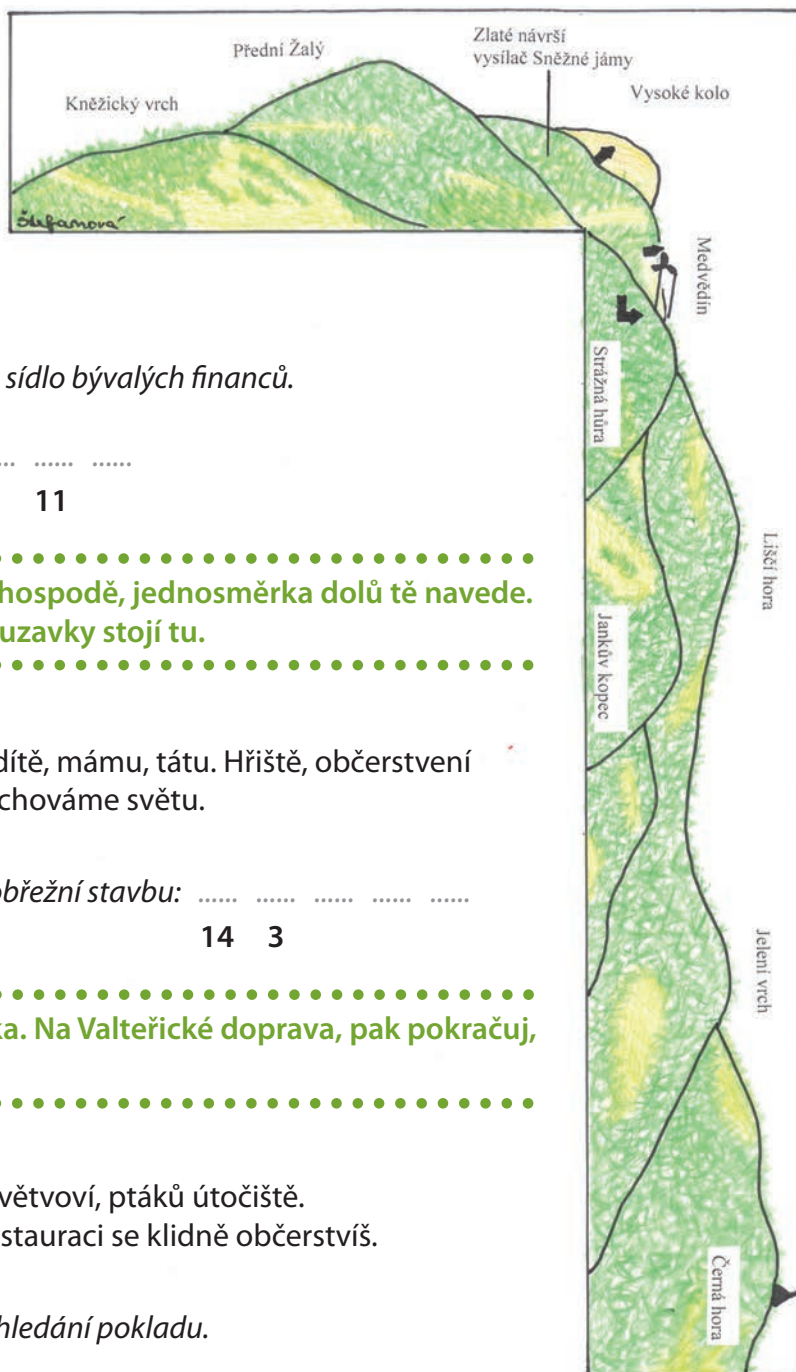 Přední Žalý
Zlaté návrší
vysílač Sněžné jámy
Kněžický vrch
Vysoké kolo
Štefanová
Medvědín
Strážná hůra
Liščí hora
Jankův kopec
Jelení vrch
Černá hora
sídlo bývalých financů.
... ...... ......
11
hospodě, jednosměrka dolů tě navede.
uzavky stojí tu.
dítě, mámu, tátu. Hřiště, občerstvení
chováme světu.
obřežní stavbu: ...... ...... ...... ...... ......
14 3
ka. Na Valteřické doprava, pak pokračuj,
větvoví, ptáků útočiště.
stauraci se klidně občerstvíš.
hledání pokladu.